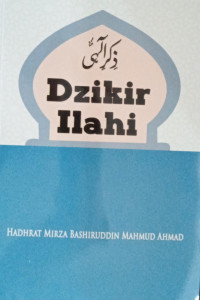 ذکرِ الٰہی
Dzikir
Ilahi
HADHRAT MIRZA BASHIRUDDIN MAHMUD AHMAD